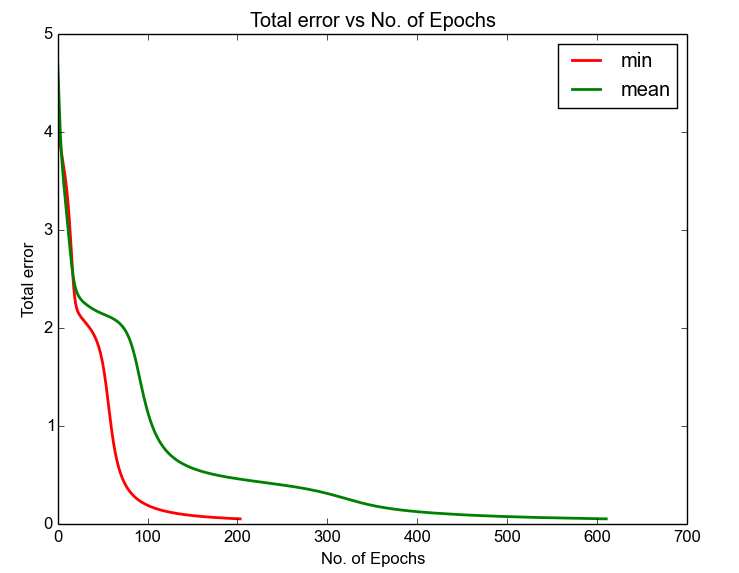 Total error vs No. of Epochs
min
mean
Total error
5
4
3
2
1
0
0 100 200 300 400 500 600 700
No. of Epochs